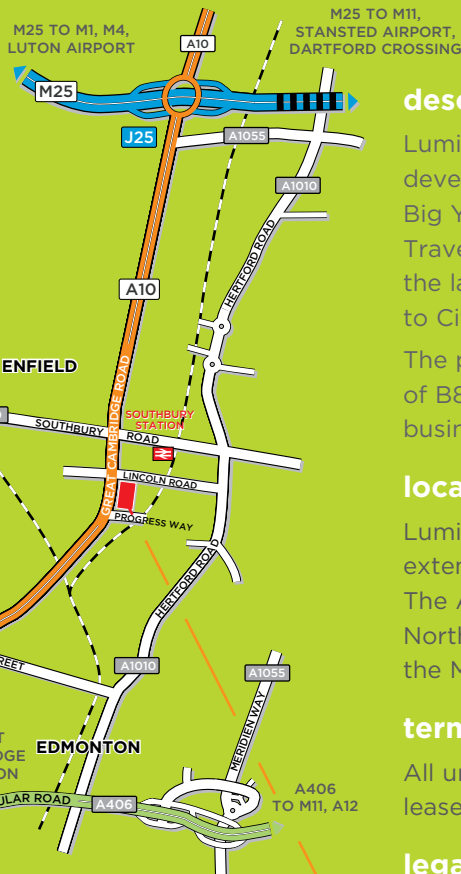 M25 TO M1, M4,
LUTON AIRPORT
M25 TO M11,
STANSTED AIRPORT,
DARTFORD CROSSING
A10
M25
J25
A1055
A1010
HERTFORD ROAD
A10
ENFIELD
GREAT CAMBRIDGE ROAD
SOUTHBURY
STATION
SOUTHBURY ROAD
LINCOLN ROAD
PROGRESS WAY
HERTFORD ROAD
A1010
A1055
MERIDIEN WAY
EDMONTON
A406
A406
TO M11, A12
Lumi
deve
Big Y
Trave
the la
to Ci
The p
of B8
busin
loca
Lumi
exter
The A
North
the M
term
All u
lease
lega